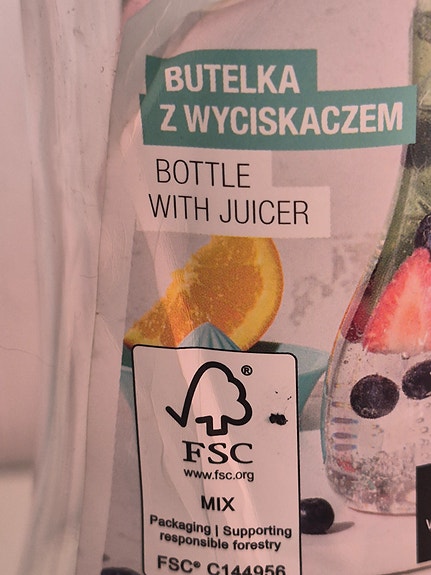 BUTELKA
Z WYCISKACZEM
BOTTLE
WITH JUICER
®
FSC
www.fsc.org
MIX
Packaging | Supporting
responsible forestry
FSC® C144956